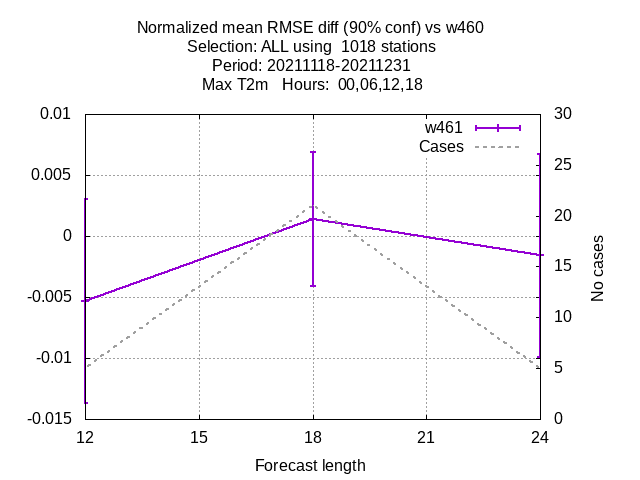 Normalized mean RMSE diff (90% conf) vs w460
Selection: ALL using  1018 stations
Period: 20211118-20211231
Max T2m   Hours:  00,06,12,18
w461
Cases
0.01
0.005
0
-0.005
-0.01
-0.015
30
25
20
15
10
5
0
No cases
12 15 18 21 24
Forecast length